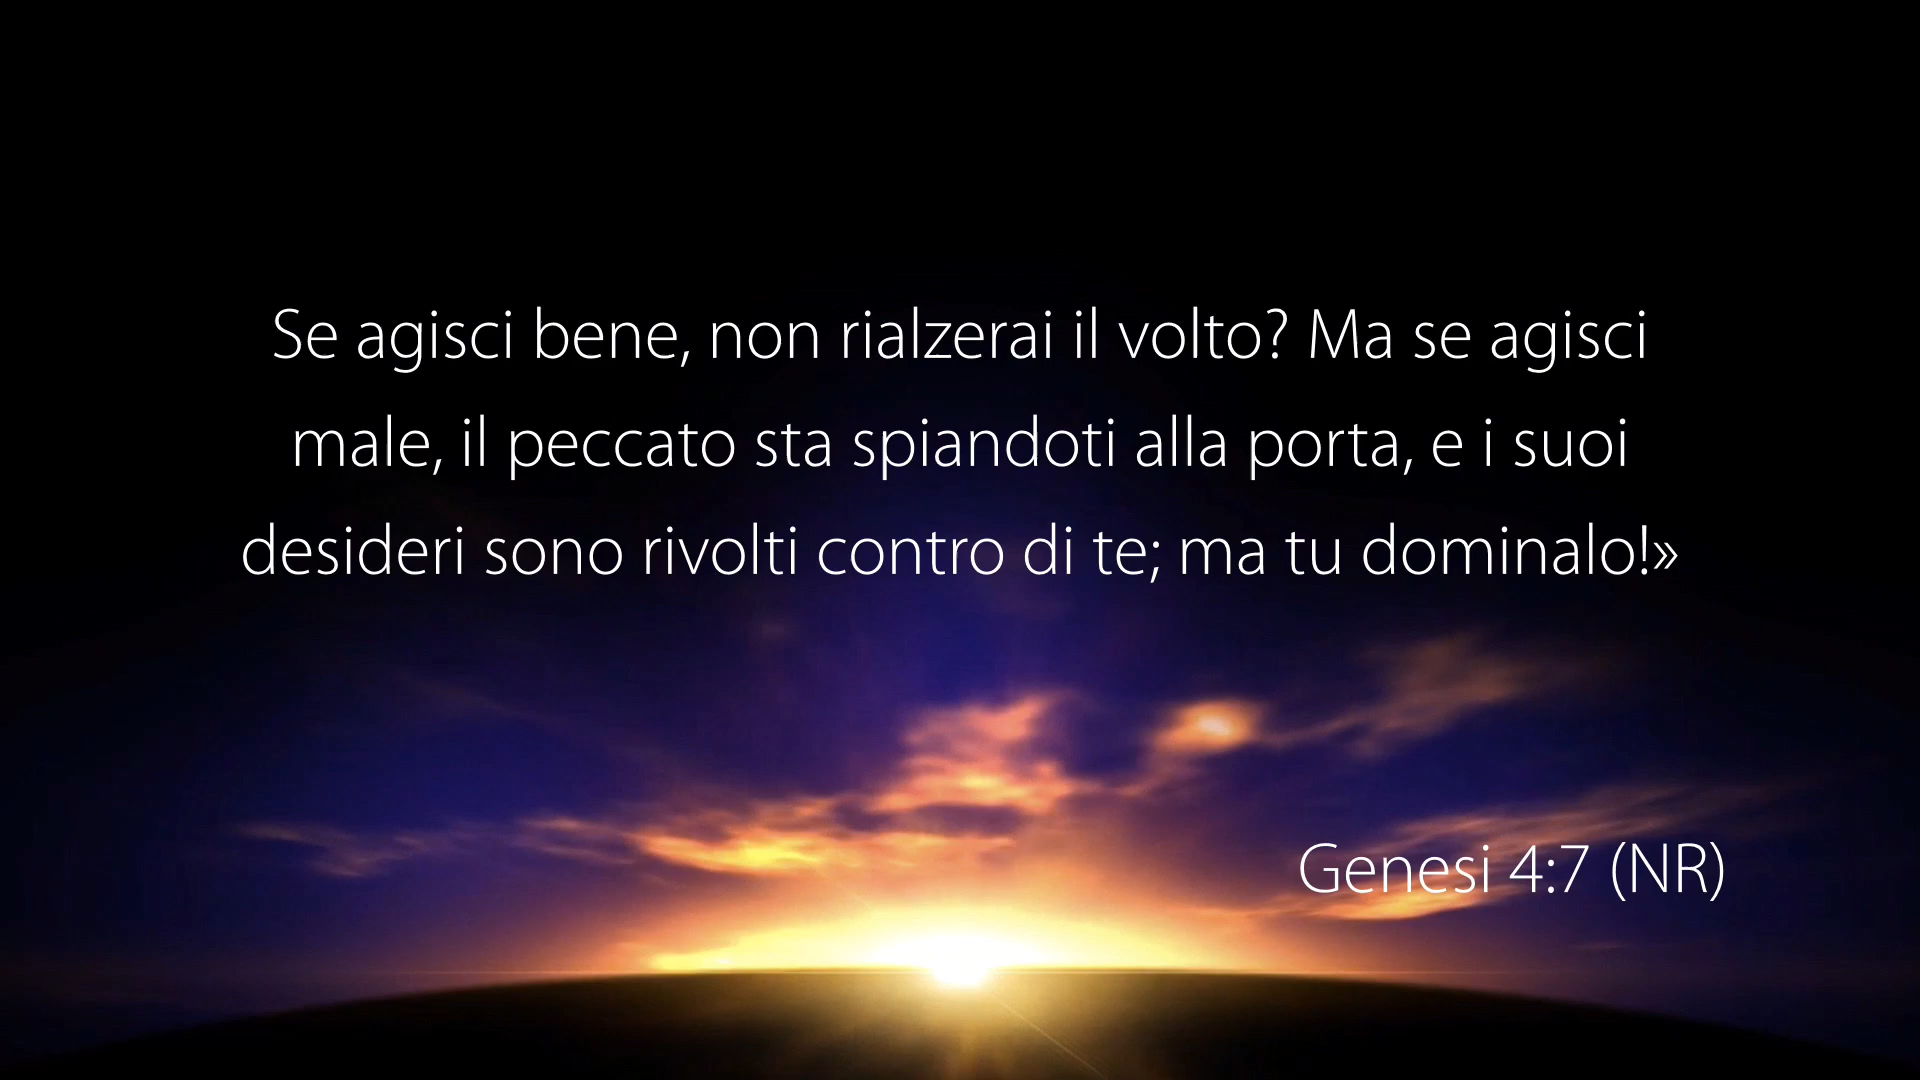 Se agisci bene, non rialzerai il volto? Ma se agisci
male, il peccato sta spiandoti alla porta, e i suoi
desideri sono rivolti contro di te; ma tu dominalo!»
Genesi 4:7 (NR)